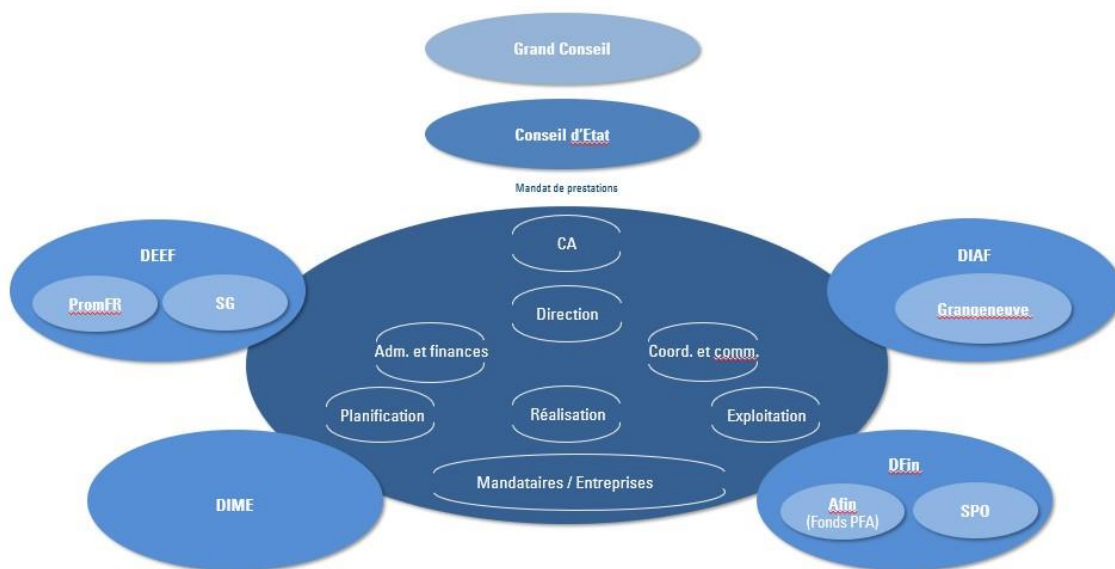 Grand Conseil
Conseil d'Etat
Mandat de prestations
CA
DEEF
DIAF
PromFR
SG
Direction
Grangeneuve
Adm. et finances
Coord. et comm.
Planification
Réalisation
Exploitation
DFin
Mandataires / Entreprises
DIME
Afin
(Fonds PFA)
SPO